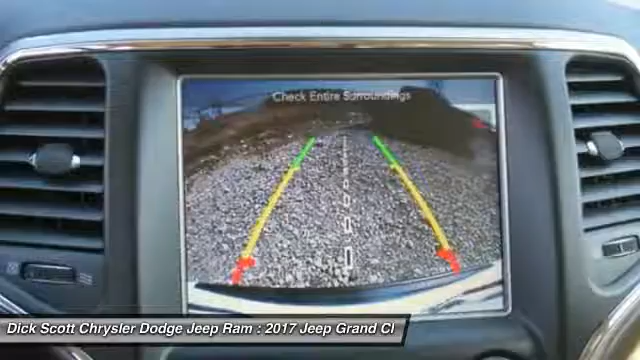 Check Entire Surroundings
Dick Scott Chrysler Dodge Jeep Ram : 2017 Jeep Grand Cl